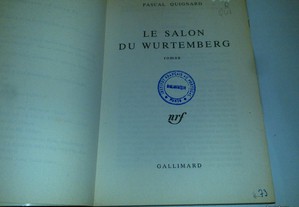 PASCAL QUIGNARD
LE SALON
DU WURTEMBERG
roman
nrf
GALLIMARD